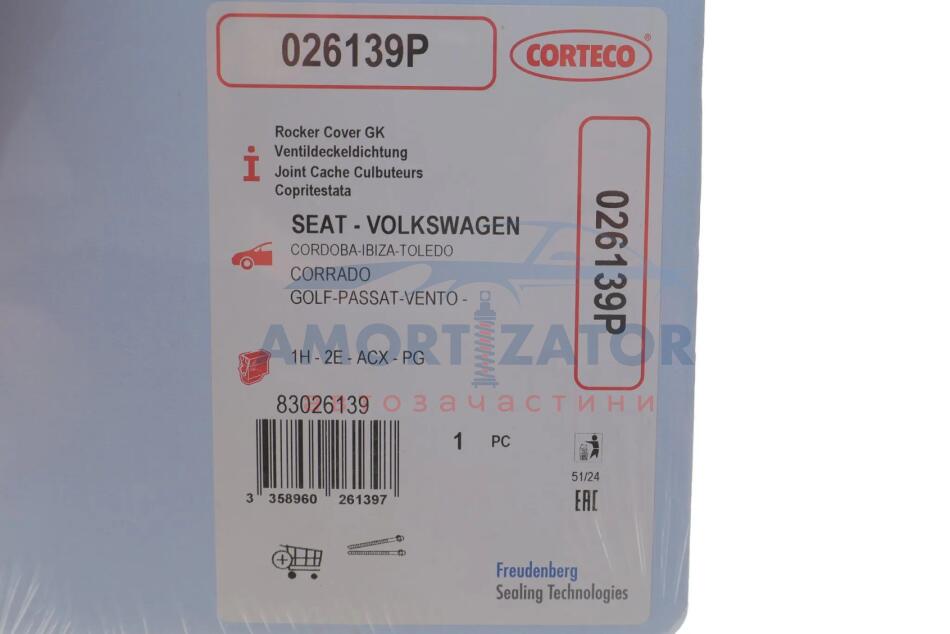 026139P
CORTECO®
Rocker Cover GK
Ventildeckeldichtung
Joint Cache Culbuteurs
Copritestata
SEAT - VOLKSWAGEN
CORDOBA-IBIZA-TOLEDO
CORRADO
GOLF-PASSAT-VENTO -
026139P
AMORTIZATOR
автозачастини
1H - 2E - ACX - PG
83026139
1 PC
3 358960 261397
51/24
EAC
Freudenberg
Sealing Technologies